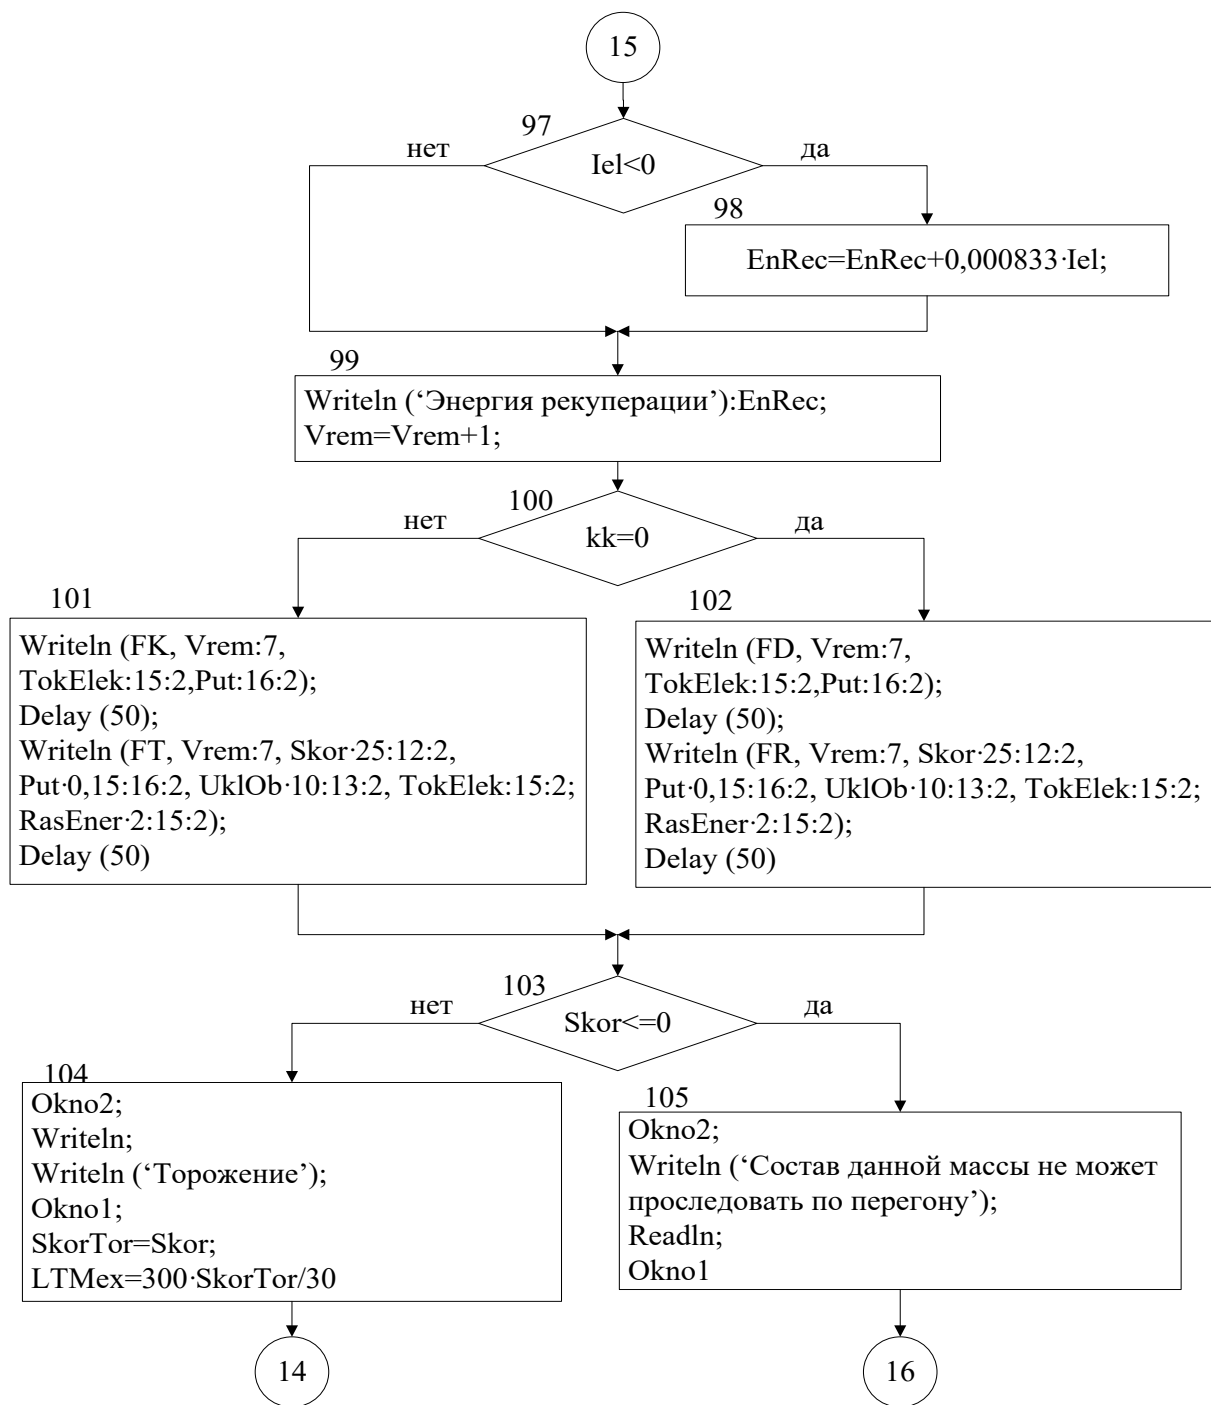 15
97
нет
да
Iel<0
98
EnRec=EnRec+0,000833·Iel;
99
Writeln (‘Энергия рекуперации’):EnRec;
Vrem=Vrem+1;
100
нет
да
kk=0
101
Writeln (FK, Vrem:7,
TokElek:15:2,Put:16:2);
Delay (50);
Writeln (FT, Vrem:7, Skor·25:12:2,
Put·0,15:16:2, UklOb·10:13:2, TokElek:15:2;
RasEner·2:15:2);
Delay (50)
102
Writeln (FD, Vrem:7,
TokElek:15:2,Put:16:2);
Delay (50);
Writeln (FR, Vrem:7, Skor·25:12:2,
Put·0,15:16:2, UklOb·10:13:2, TokElek:15:2;
RasEner·2:15:2);
Delay (50)
103
нет
да
Skor<=0
104
Okno2;
Writeln;
Writeln (‘Торожение’);
Okno1;
SkorTor=Skor;
LTMex=300·SkorTor/30
105
Okno2;
Writeln (‘Состав данной массы не может
проследовать по перегону’);
Readln;
Okno1
14
16